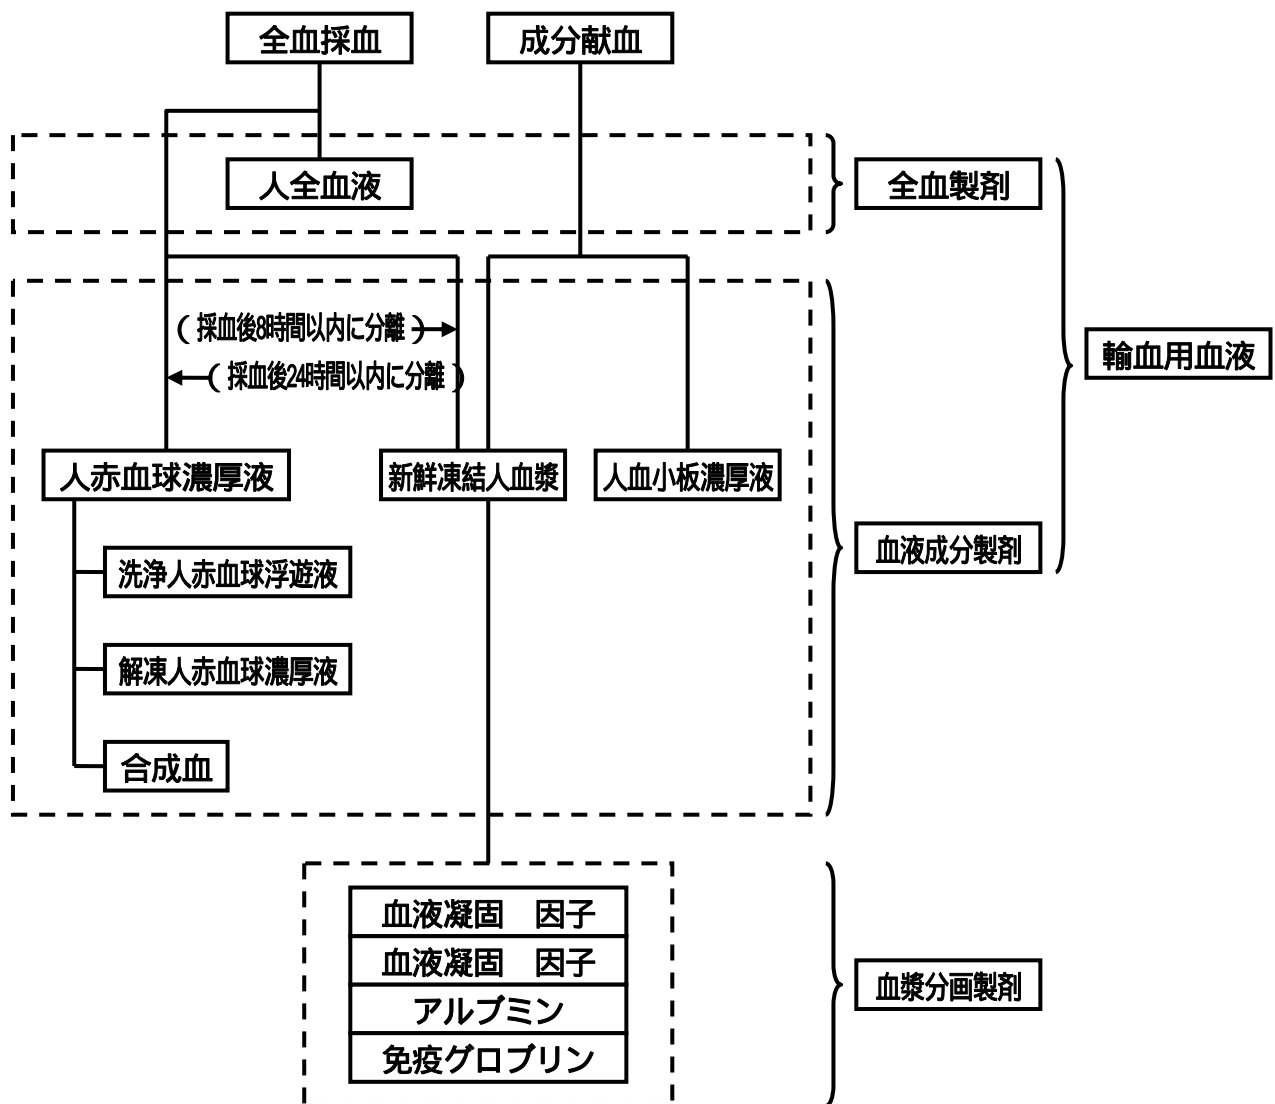 全血採血
成分献血
人全血液
全血製剤
(採血後8時間以内に分離)
(採血後24時間以内に分離)
輸血用血液
人赤血球濃厚液
新鮮凍結人血漿
人血小板濃厚液
血液成分製剤
洗浄人赤血球浮遊液
解凍人赤血球濃厚液
合成血
血液凝固　因子
血液凝固　因子
アルブミン
血漿分画製剤
免疫グロブリン